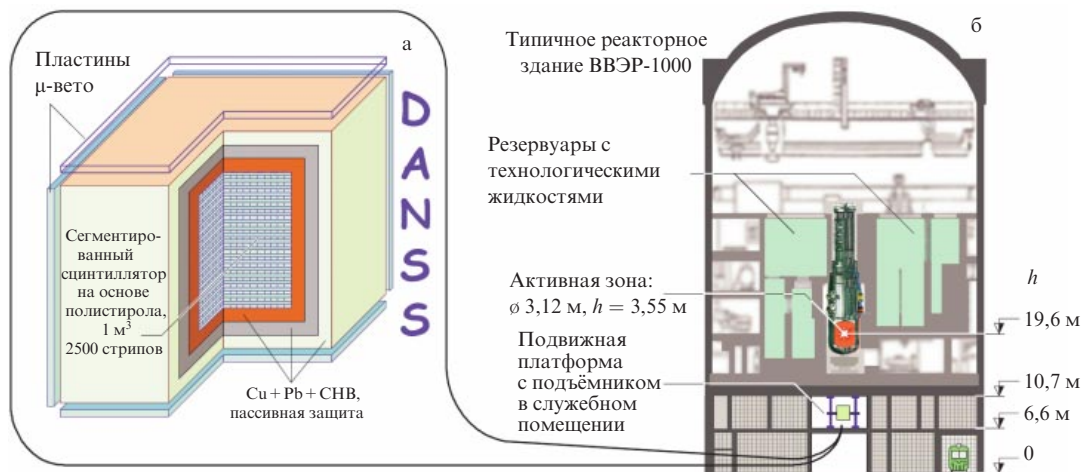 а
Пластины
μ-вето
DANSS
Сегментиро-
ванный
сцинтиллятор
на основе
полистирола,
1 м³
2500 стрипов
Cu + Pb + СНВ,
пассивная защита
б
Типичное реакторное
здание ВВЭР-1000
Резервуары с
технологическими
жидкостями
Активная зона:
ø 3,12 м, h = 3,55 м
Подвижная
платформа
с подъёмником
в служебном
помещении
h
19,6 м
10,7 м
6,6 м
0